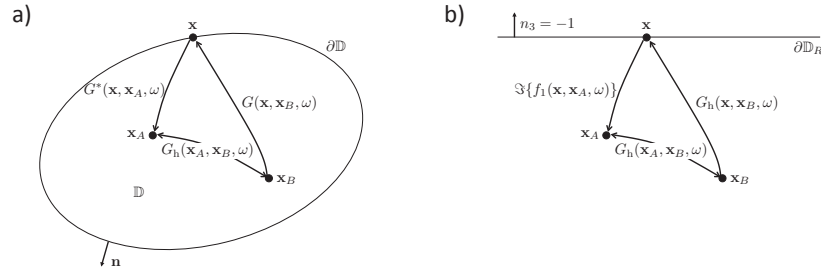 a)
x
∂𝔻
G*(x, x_A, ω)
G(x, x_B, ω)
x_A
G_h(x_A, x_B, ω)
x_B
𝔻
n
b)
n_3 = −1
x
∂𝔻_R
ℑ{f_1(x, x_A, ω)}
G_h(x, x_B, ω)
x_A
G_h(x_A, x_B, ω)
x_B